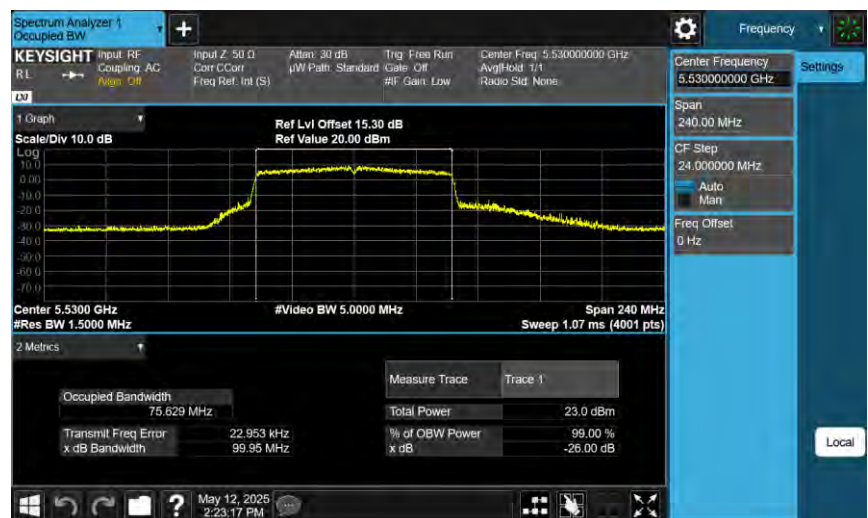 Spectrum Analyzer 1
Occupied BW
+
Frequency
KEYSIGHT Input: RF Input Z: 50 Ω Atten: 30 dB Trig: Free Run Center Freq: 5.530000000 GHz
RL Coupling: AC Corr CCorr µW Path: Standard Gate: Off Avg|Hold: 1/1
Align: Off Freq Ref: Int (S) #IF Gain: Low Radio Std: None
LXI
Center Frequency
5.530000000 GHz
Settings
Span
240.00 MHz
CF Step
24.000000 MHz
Auto
Man
Freq Offset
0 Hz
1 Graph
Ref Lvl Offset 15.30 dB
Scale/Div 10.0 dB Ref Value 20.00 dBm
Log
10.0
0.00
-10.0
-20.0
-30.0
-40.0
-50.0
-60.0
-70.0
Center 5.5300 GHz #Video BW 5.0000 MHz Span 240 MHz
#Res BW 1.5000 MHz Sweep 1.07 ms (4001 pts)
2 Metrics
Measure Trace Trace 1
Occupied Bandwidth
75.629 MHz
Total Power 23.0 dBm
Transmit Freq Error 22.953 kHz % of OBW Power 99.00 %
x dB Bandwidth 99.95 MHz x dB -26.00 dB
Local
?
May 12, 2025
2:23:17 PM